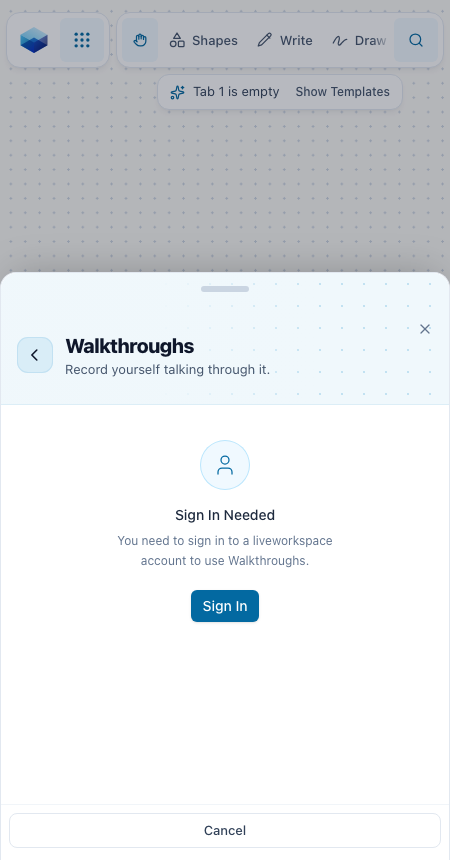 Shapes
Write
Draw
Tab 1 is empty
Show Templates
Walkthroughs
Record yourself talking through it.
Sign In Needed
You need to sign in to a liveworkspace
account to use Walkthroughs.
Sign In
Cancel